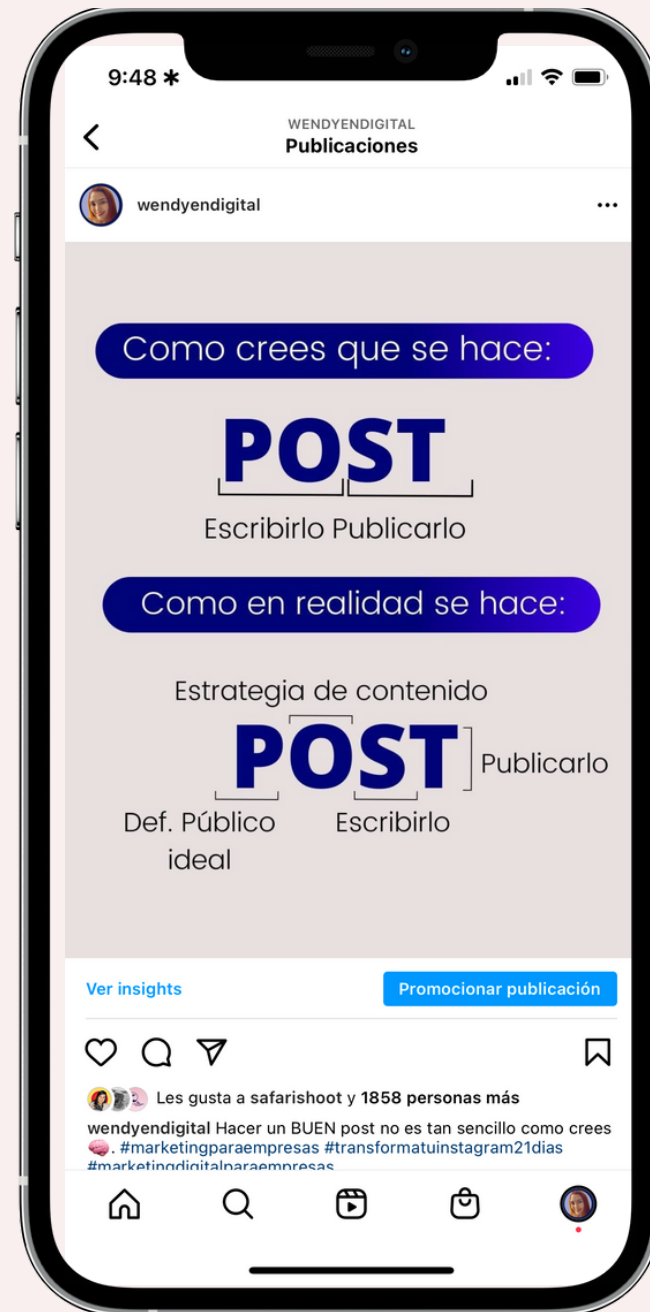 9:48 *
WENDYENDIGITAL
Publicaciones
wendyendigital
Como crees que se hace:
POST
Escribirlo Publicarlo
Como en realidad se hace:
Estrategia de contenido
POST
Publicarlo
Def. Público Escribirlo
ideal
Ver insights Promocionar publicación
Les gusta a safarishoot y 1858 personas más
wendyendigital Hacer un BUEN post no es tan sencillo como crees
🧠. #marketingparaempresas #transformatuinstagram21dias
#marketingdigitalparaempresas